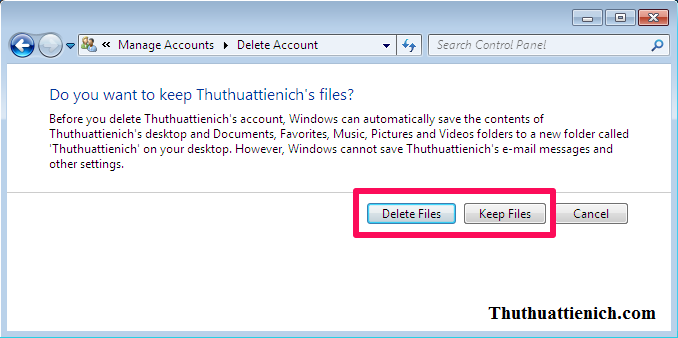 « Manage Accounts ▸ Delete Account
Search Control Panel
Do you want to keep Thuthuattienich's files?
Before you delete Thuthuattienich's account, Windows can automatically save the contents of
Thuthuattienich's desktop and Documents, Favorites, Music, Pictures and Videos folders to a new folder called
'Thuthuattienich' on your desktop. However, Windows cannot save Thuthuattienich's e-mail messages and
other settings.
Delete Files Keep Files Cancel
Thuthuattienich.com